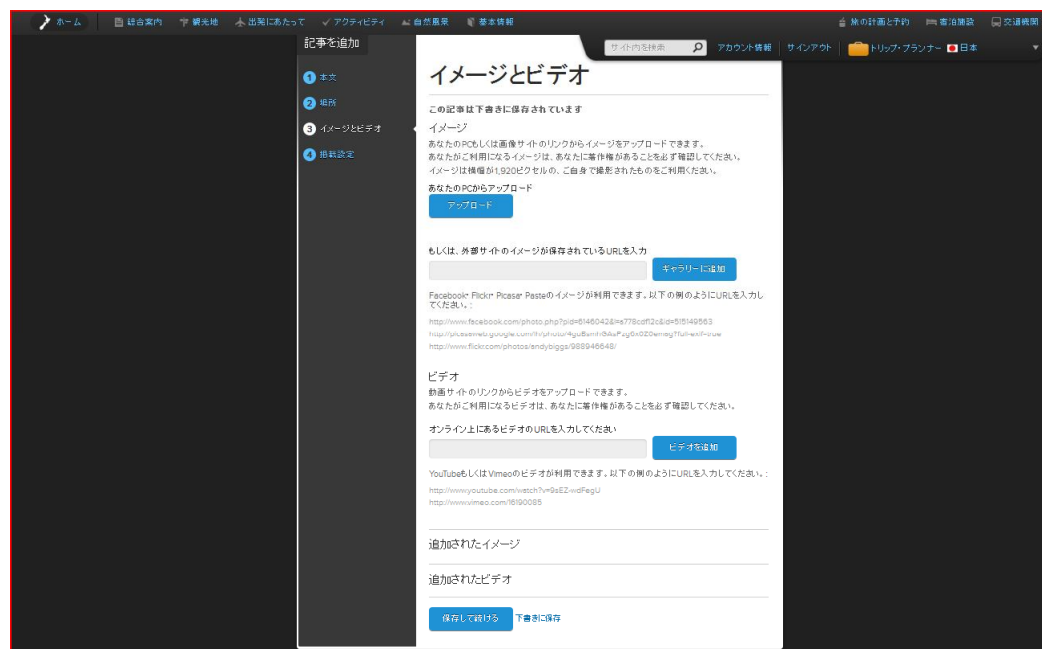 ホーム
総合案内
観光地
出発にあたって
アクティビティ
自然風景
基本情報
旅の計画と予約
宿泊施設
交通機関
サイト内を検索
アカウント情報
サインアウト
トリップ・プランナー
日本
記事を追加
1 本文
2 場所
3 イメージとビデオ
4 掲載設定
イメージとビデオ
この記事は下書きに保存されています
イメージ
あなたのPCもしくは画像サイトのリンクからイメージをアップロードできます。
あなたがご利用になるイメージは、あなたに著作権があることを必ず確認してください。
イメージは横幅が1,920ピクセルの、ご自身で撮影されたものをご利用ください。
あなたのPCからアップロード
アップロード
もしくは、外部サイトのイメージが保存されているURLを入力
ギャラリーに追加
Facebook• Flickr• Picasa• Pasteのイメージが利用できます。以下の例のようにURLを入力し
てください。:
http://www.facebook.com/photo.php?pid=6146042&l=a778cdf12c&id=515149563
http://www.flickr.com/photos/andybiggs/988946648/
ビデオ
動画サイトのリンクからビデオをアップロードできます。
あなたがご利用になるビデオは、あなたに著作権があることを必ず確認してください。
オンライン上にあるビデオのURLを入力してください
ビデオを追加
YouTubeもしくはVimeoのビデオが利用できます。以下の例のようにURLを入力してください。:
http://www.youtube.com/watch?v=9sEZ-wdFegU
http://www.vimeo.com/16190085
追加されたイメージ
追加されたビデオ
保存して続ける
下書きに保存